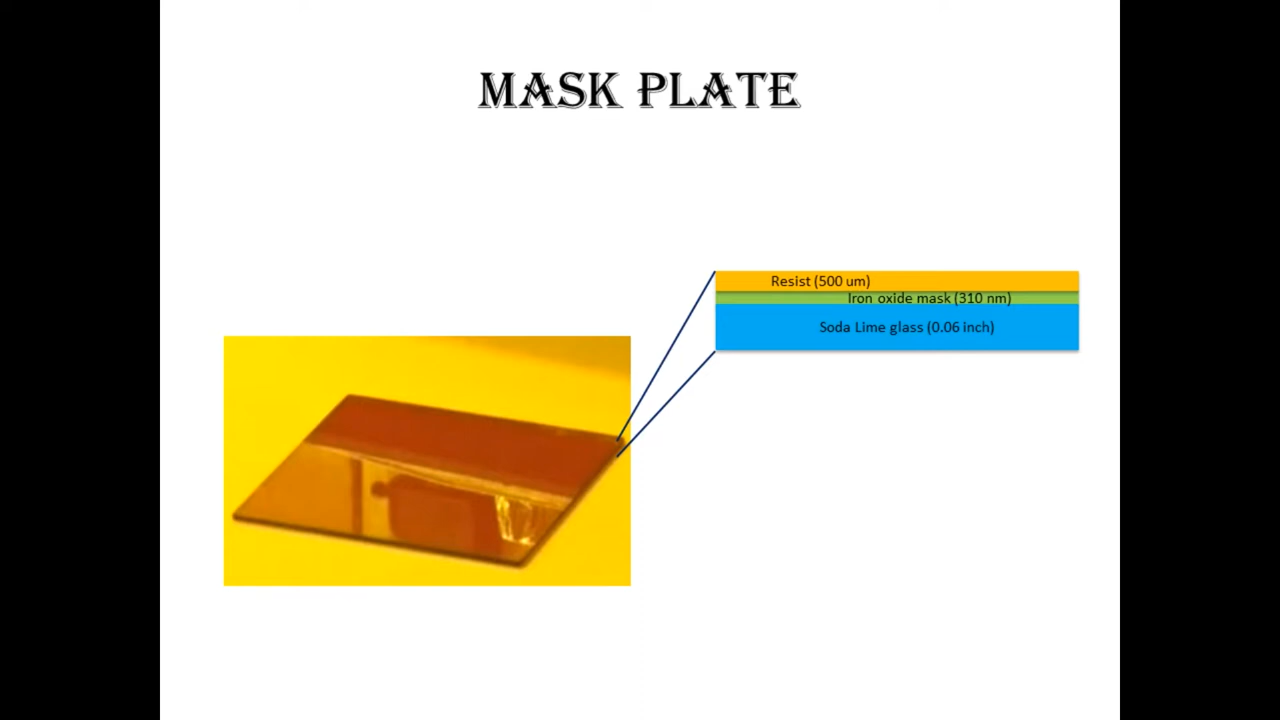 MASK PLATE
Resist (500 um)
Iron oxide mask (310 nm)
Soda Lime glass (0.06 inch)